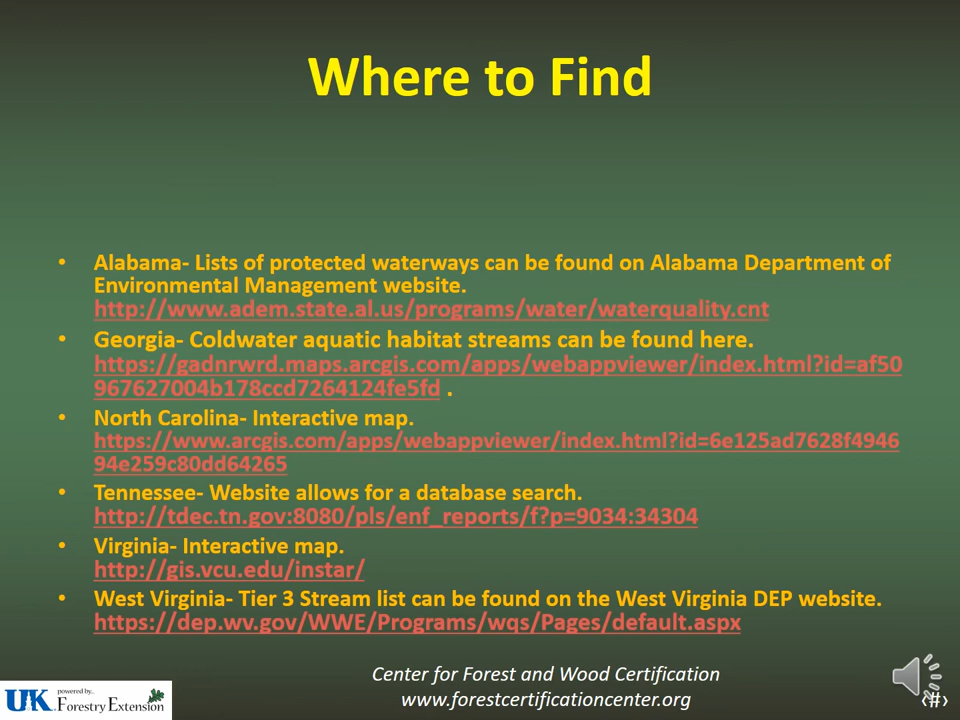 Where to Find
• Alabama- Lists of protected waterways can be found on Alabama Department of
Environmental Management website.
http://www.adem.state.al.us/programs/water/waterquality.cnt
• Georgia- Coldwater aquatic habitat streams can be found here.
https://gadnrwrd.maps.arcgis.com/apps/webappviewer/index.html?id=af50
967627004b178ccd7264124fe5fd .
• North Carolina- Interactive map.
https://www.arcgis.com/apps/webappviewer/index.html?id=6e125ad7628f4946
94e259c80dd64265
• Tennessee- Website allows for a database search.
http://tdec.tn.gov:8080/pls/enf_reports/f?p=9034:34304
• Virginia- Interactive map.
http://gis.vcu.edu/instar/
• West Virginia- Tier 3 Stream list can be found on the West Virginia DEP website.
https://dep.wv.gov/WWE/Programs/wqs/Pages/default.aspx
Center for Forest and Wood Certification
www.forestcertificationcenter.org
UK powered by.. Forestry Extension
‹#›